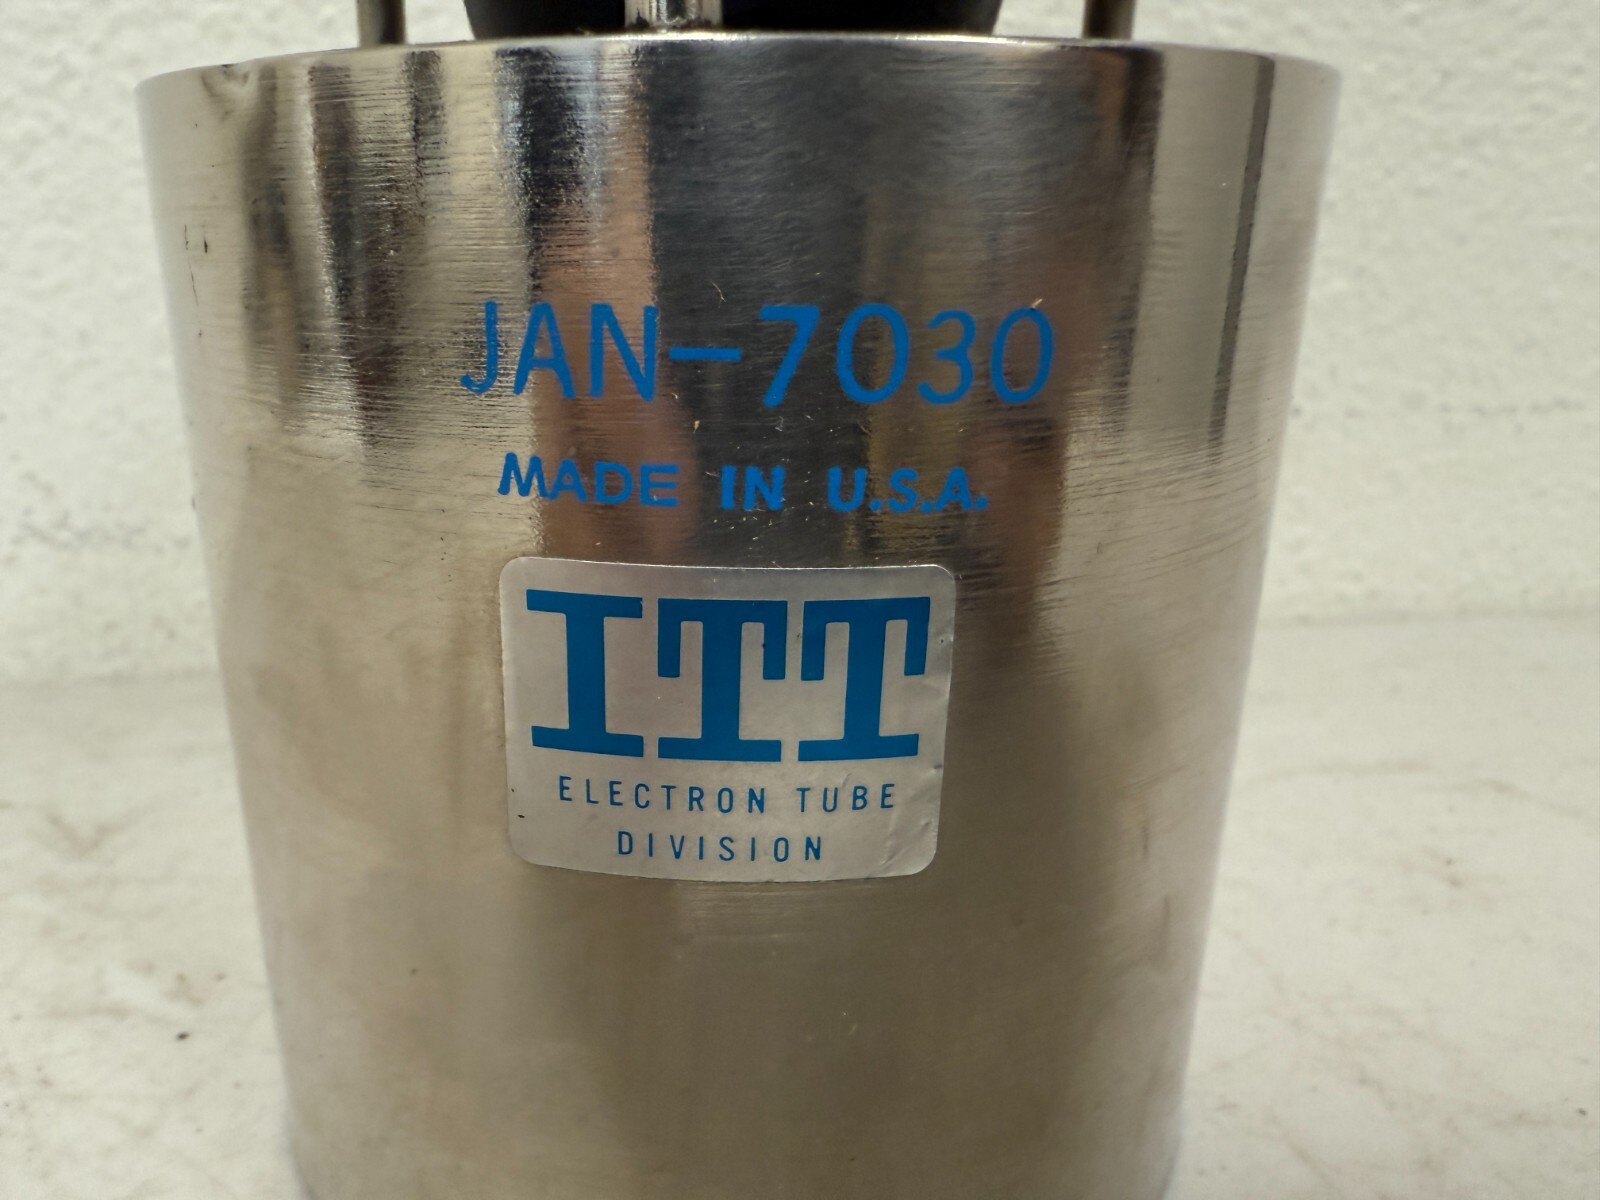 JAN-7030
MADE IN U.S.A.
ITT
ELECTRON TUBE
DIVISION